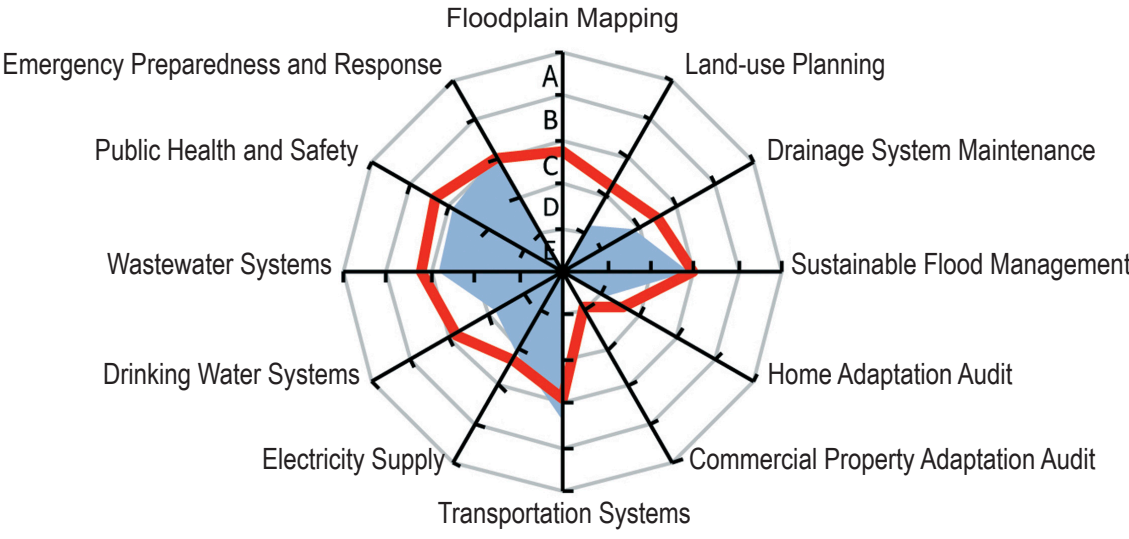 Floodplain Mapping
Emergency Preparedness and Response
Land-use Planning
A
B
Public Health and Safety
Drainage System Maintenance
C
D
E
Wastewater Systems
Sustainable Flood Management
Drinking Water Systems
Home Adaptation Audit
Electricity Supply
Commercial Property Adaptation Audit
Transportation Systems